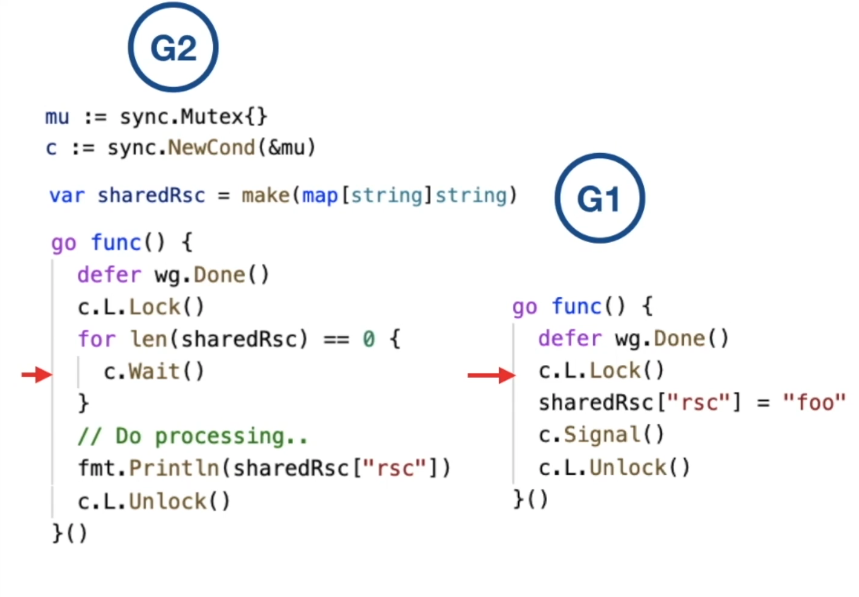 G2
mu := sync.Mutex{}
c := sync.NewCond(&mu)
var sharedRsc = make(map[string]string)
go func() {
defer wg.Done()
c.L.Lock()
for len(sharedRsc) == 0 {
c.Wait()
}
// Do processing..
fmt.Println(sharedRsc["rsc"])
c.L.Unlock()
}()
G1
go func() {
defer wg.Done()
c.L.Lock()
sharedRsc["rsc"] = "foo"
c.Signal()
c.L.Unlock()
}()